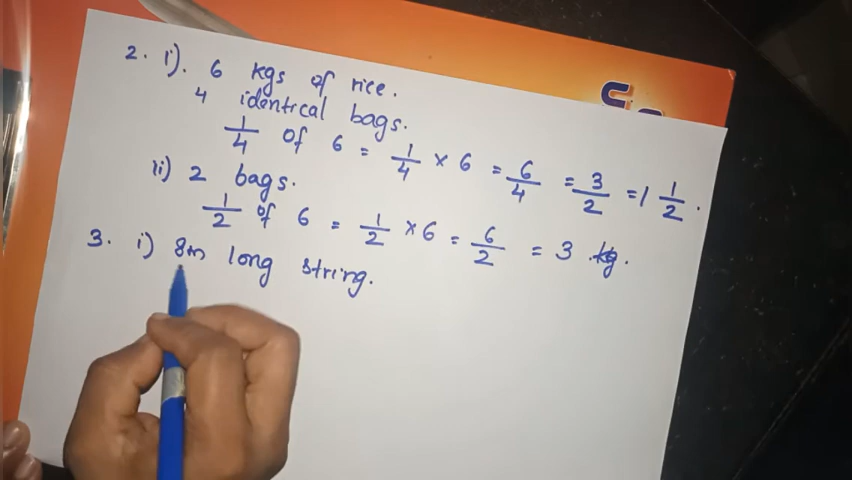 2. i). 6 kgs of rice.
4 identical bags.
1/4 of 6 = 1/4 × 6 = 6/4 = 3/2 = 1 1/2.
ii) 2 bags.
1/2 of 6 = 1/2 × 6 = 6/2 = 3 kg.
3. i) 8m long string.